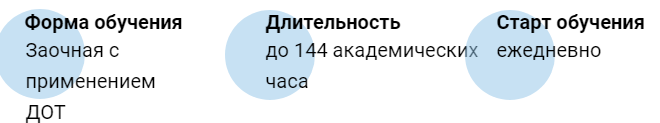 Форма обучения
Заочная с
применением
ДОТ
Длительность
до 144 академических
часа
Старт обучения
ежедневно